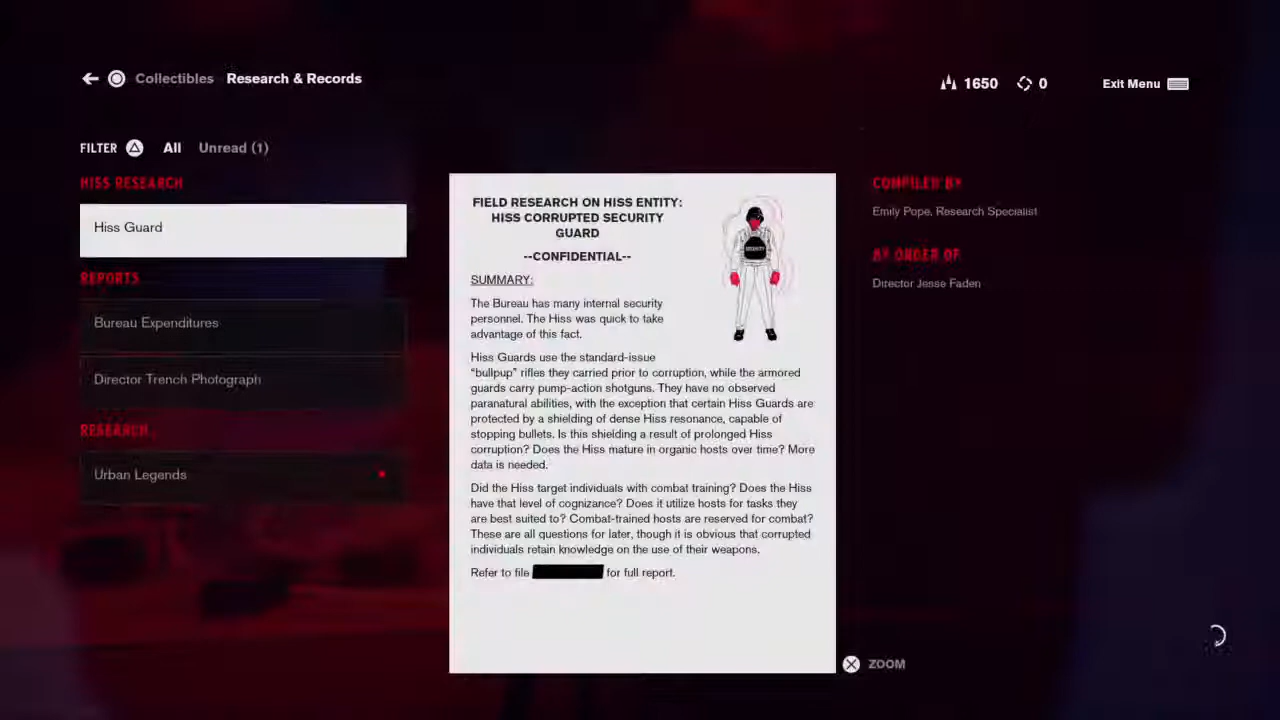 Collectibles Research & Records
1650 0 Exit Menu
FILTER All Unread (1)
HISS RESEARCH
Hiss Guard
REPORTS
Bureau Expenditures
Director Trench Photograph
RESEARCH
Urban Legends
FIELD RESEARCH ON HISS ENTITY:
HISS CORRUPTED SECURITY
GUARD
--CONFIDENTIAL--
SUMMARY:
The Bureau has many internal security
personnel. The Hiss was quick to take
advantage of this fact.
Hiss Guards use the standard-issue
“bullpup” rifles they carried prior to corruption, while the armored
guards carry pump-action shotguns. They have no observed
paranatural abilities, with the exception that certain Hiss Guards are
protected by a shielding of dense Hiss resonance, capable of
stopping bullets. Is this shielding a result of prolonged Hiss
corruption? Does the Hiss mature in organic hosts over time? More
data is needed.
Did the Hiss target individuals with combat training? Does the Hiss
have that level of cognizance? Does it utilize hosts for tasks they
are best suited to? Combat-trained hosts are reserved for combat?
These are all questions for later, though it is obvious that corrupted
individuals retain knowledge on the use of their weapons.
Refer to file for full report.
SECURITY
COMPILED BY
Emily Pope, Research Specialist
BY ORDER OF
Director Jesse Faden
ZOOM